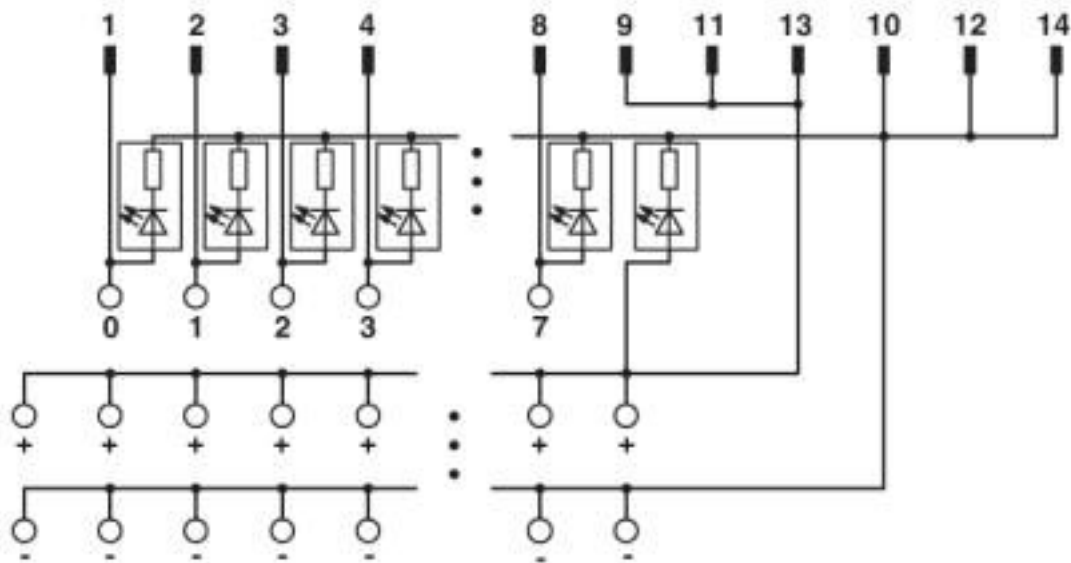 1 2 3 4 8 9 11 13 10 12 14
0 1 2 3 7
+ + + + + + +
- - - - - - -